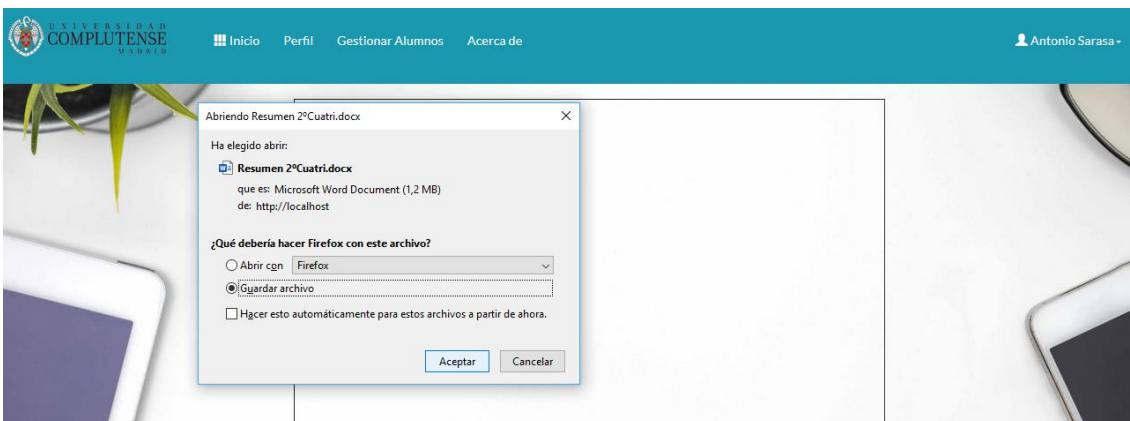 UNIVERSIDAD
COMPLUTENSE
MADRID
Inicio Perfil Gestionar Alumnos Acerca de
Antonio Sarasa
Abriendo Resumen 2ºCuatri.docx
Ha elegido abrir:
Resumen 2ºCuatri.docx
que es: Microsoft Word Document (1,2 MB)
de: http://localhost
¿Qué debería hacer Firefox con este archivo?
Abrir con Firefox
Guardar archivo
Hacer esto automáticamente para estos archivos a partir de ahora.
Aceptar Cancelar